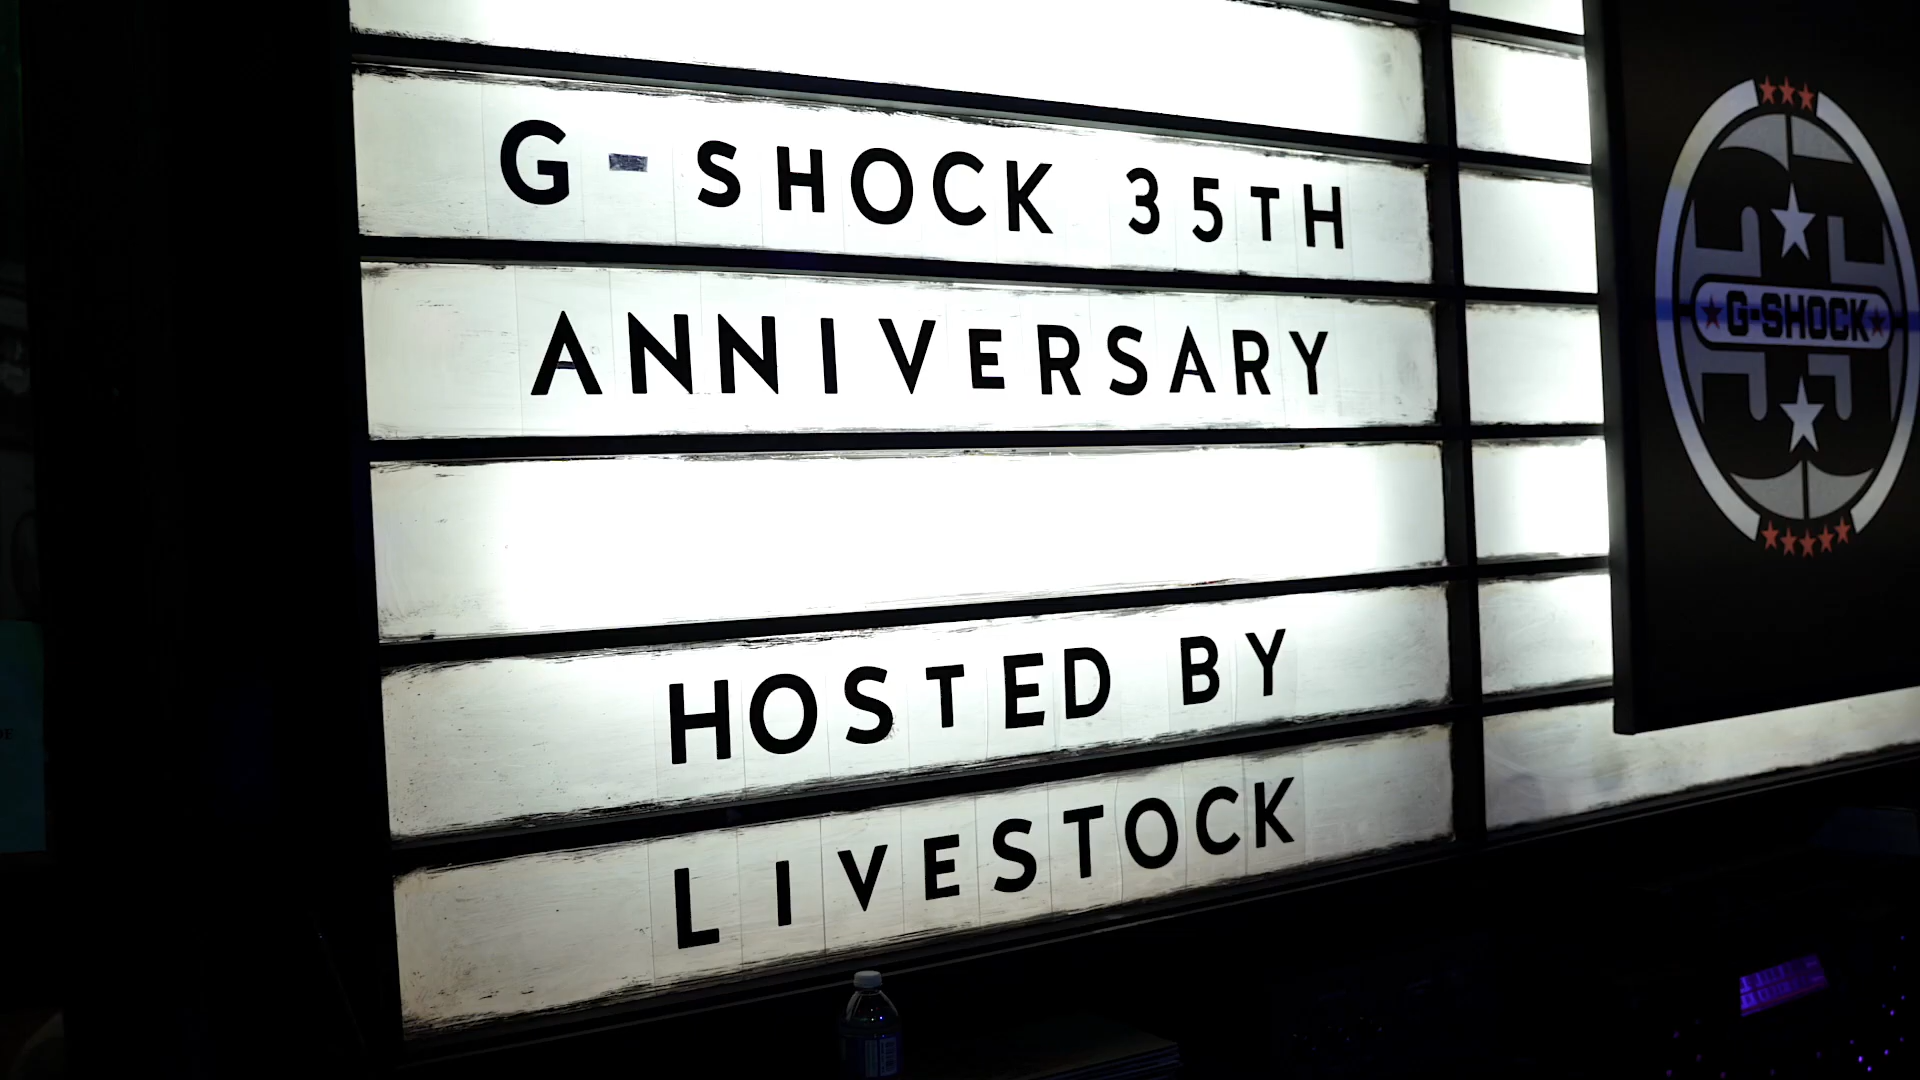 G-SHOCK 35TH
ANNIVERSARY
HOSTED BY
LIVESTOCK
G-SHOCK